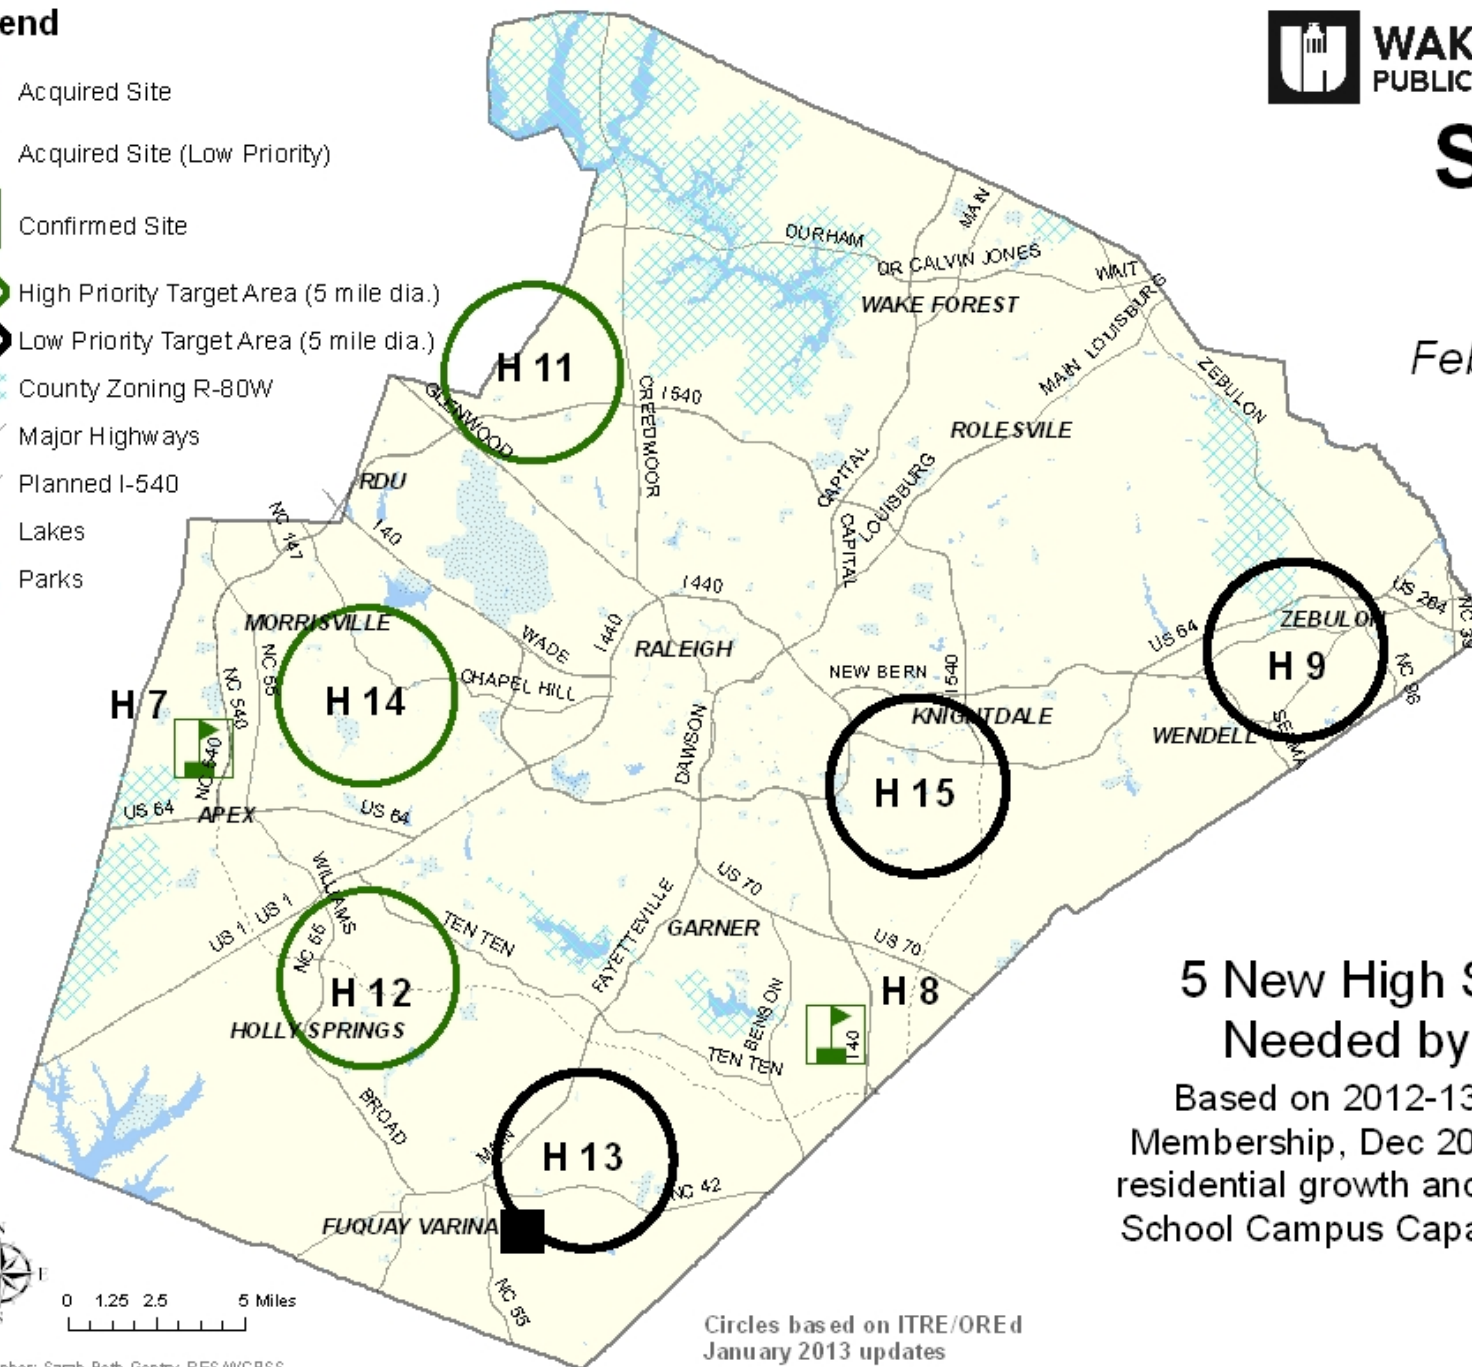 end
Acquired Site
Acquired Site (Low Priority)
Confirmed Site
High Priority Target Area (5 mile dia.)
Low Priority Target Area (5 mile dia.)
County Zoning R-80W
Major Highways
Planned I-540
Lakes
Parks
WAK
PUBLIC
S
Fel
MAIN
DURHAM
DR CALVIN JONES
WAIT
WAKE FOREST
MAIN LOUISBURG
ZEBULON
H 11
GLENWOOD
CREEDMOOR
I 540
ROLESVILE
CAPITAL
LOUISBURG
CAPITAL
RDU
I 40
NC 147
I 440
US 264
NC 39
MORRISVILLE
WADE
I 440
RALEIGH
US 64
ZEBULON
H 9
NC 96
NC 55
NC 540
CHAPEL HILL
NEW BERN
I 540
H 7
H 14
KNIGHTDALE
WENDELL
SELMA
NC 540
DAWSON
H 15
US 64
APEX
US 64
WILLIAMS
US 70
US 1
US 1
NC 55
TEN TEN
FAYETTEVILLE
GARNER
US 70
H 12
H 8
HOLLY SPRINGS
BENSON
I 40
TEN TEN
BROAD
MAIN
H 13
NC 42
FUQUAY VARINA
NC 55
5 New High S
Needed by
Based on 2012-13
Membership, Dec 20
residential growth and
School Campus Capa
N
E
S
0 1.25 2.5 5 Miles
Circles based on ITRE/OREd
January 2013 updates